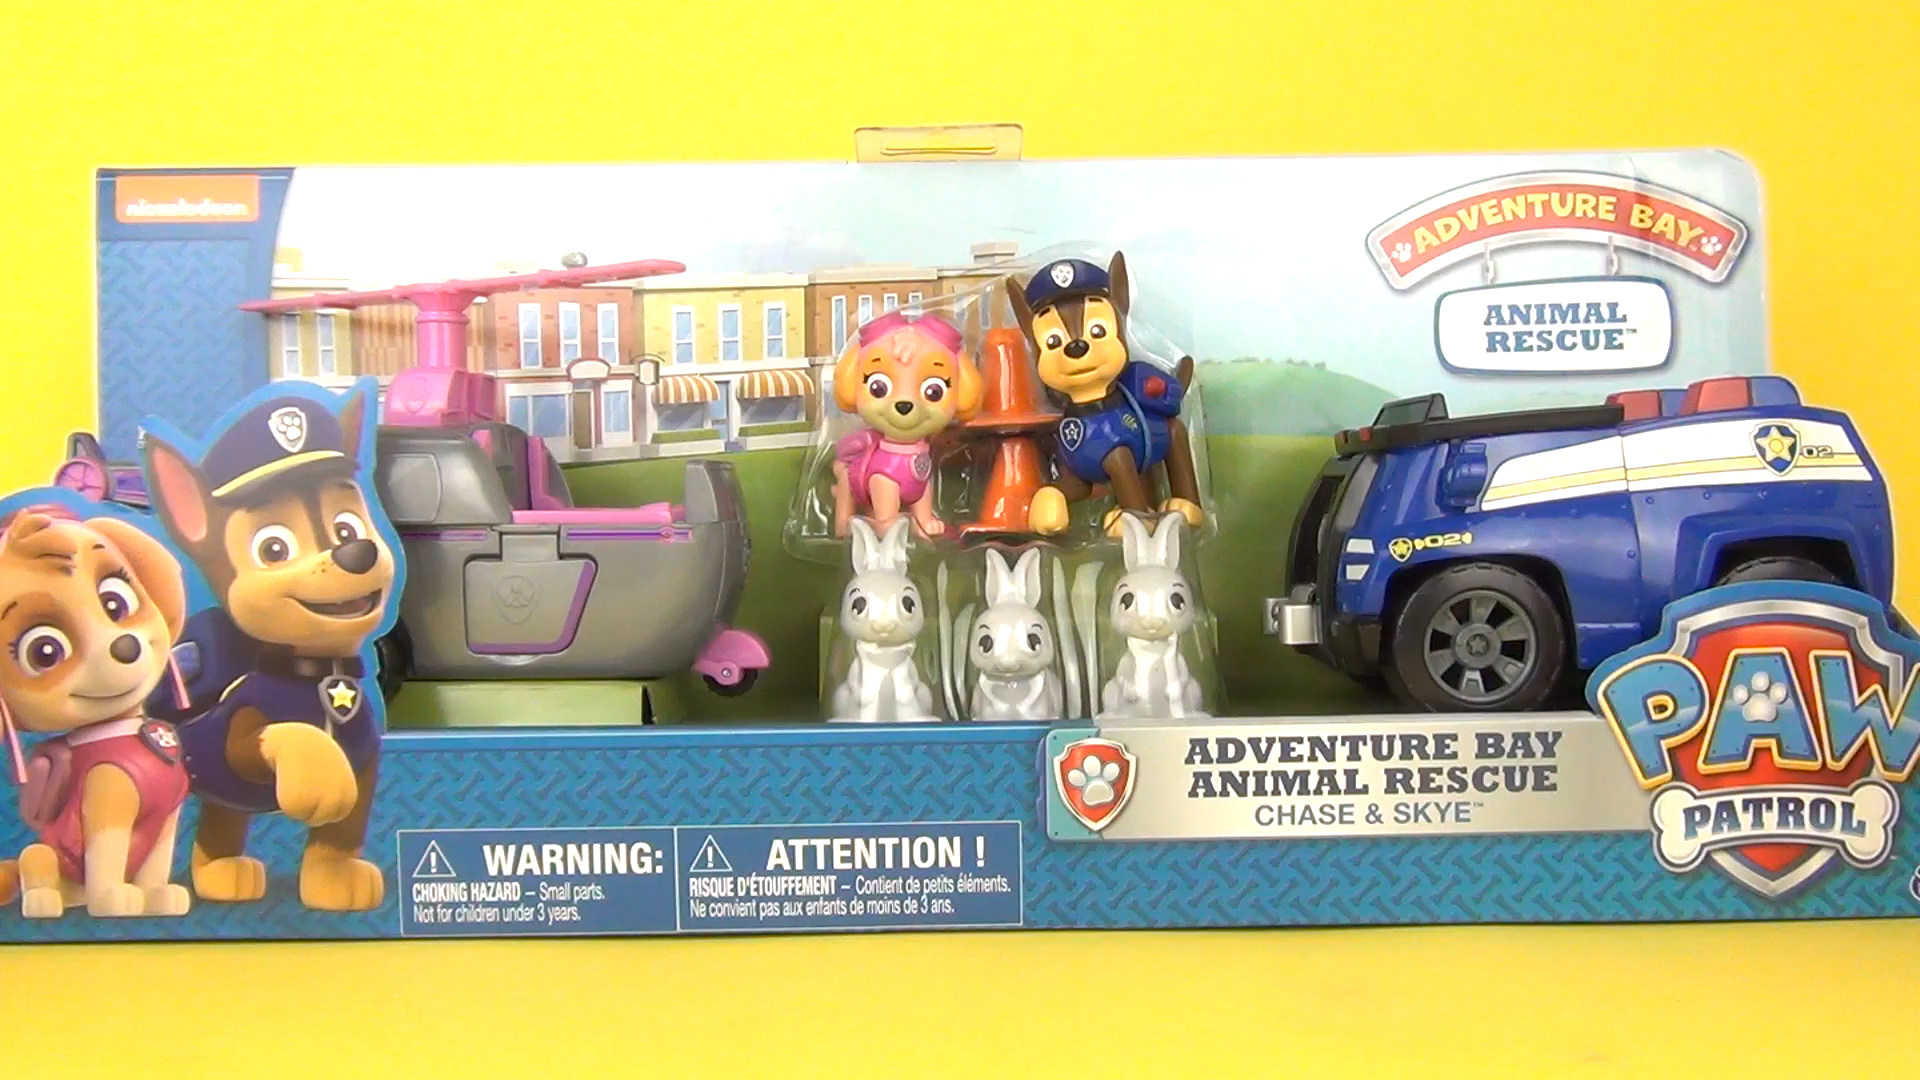 nickelodeon
ADVENTURE BAY™
ANIMAL
RESCUE™
02
02
ADVENTURE BAY
ANIMAL RESCUE
CHASE & SKYE™
PAW
PATROL
WARNING:
CHOKING HAZARD – Small parts.
Not for children under 3 years.
ATTENTION !
RISQUE D'ÉTOUFFEMENT – Contient de petits éléments.
Ne convient pas aux enfants de moins de 3 ans.